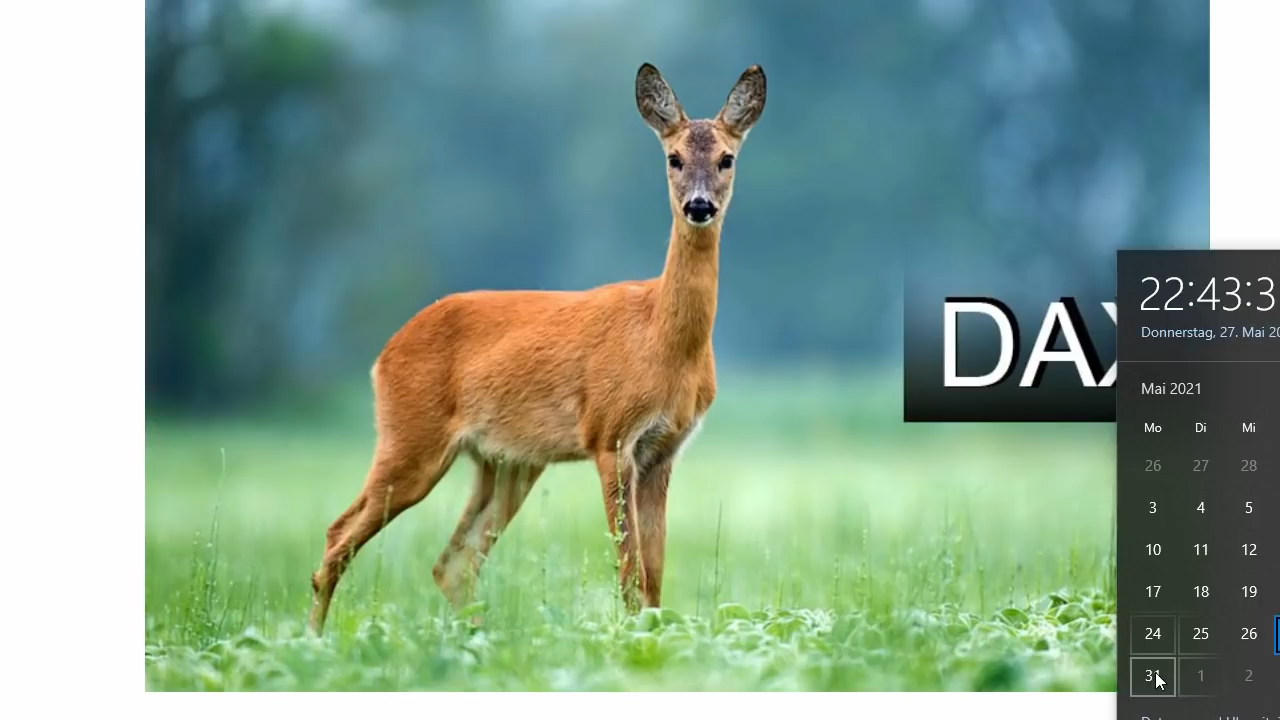 DAX
22:43:3
Donnerstag, 27. Mai 20
Mai 2021
Mo Di Mi
26 27 28
3 4 5
10 11 12
17 18 19
24 25 26
31 1 2